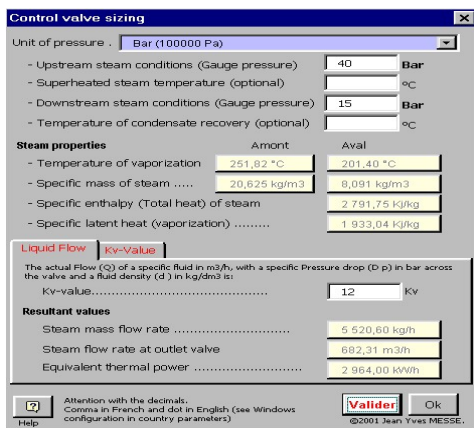 Control valve sizing
Unit of pressure . Bar (100000 Pa)
- Upstream steam conditions (Gauge pressure) 40 Bar
- Superheated steam temperature (optional) °C
- Downstream steam conditions (Gauge pressure) 15 Bar
- Temperature of condensate recovery (optional) °C
Steam properties Amont Aval
- Temperature of vaporization 251,82 °C 201,40 °C
- Specific mass of steam ..... 20,625 kg/m3 8,091 kg/m3
- Specific enthalpy (Total heat) of steam 2 791,75 Kj/kg
- Specific latent heat (vaporization) ......... 1 933,04 Kj/kg
Liquid Flow Kv-Value
The actual Flow (Q) of a specific fluid in m3/h, with a specific Pressure drop (D p) in bar across
the valve and a fluid density (d ) in kg/dm3 is:
Kv-value............................................. 12 Kv
Resultant values
Steam mass flow rate ............................. 5 520,60 kg/h
Steam flow rate at outlet valve 682,31 m3/h
Equivalent thermal power ...................... 2 964,00 kW/h
Help
Attention with the decimals.
Comma in French and dot in English (see Windows
configuration in country parameters)
Valider Ok
©2001 Jean Yves MESSE.